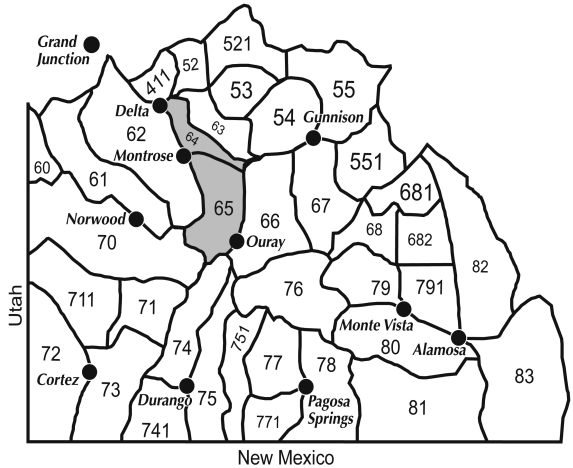 Grand
Junction
521
52
411
53
55
Delta
54
Gunnison
63
62
64
Montrose
551
60
61
681
65
67
66
Norwood
68
682
70
Ouray
82
76
79
791
711
71
Utah
Monte Vista
751
72
74
77
78
80
Alamosa
Cortez
73
83
Durango
75
Pagosa
Springs
81
741
771
New Mexico